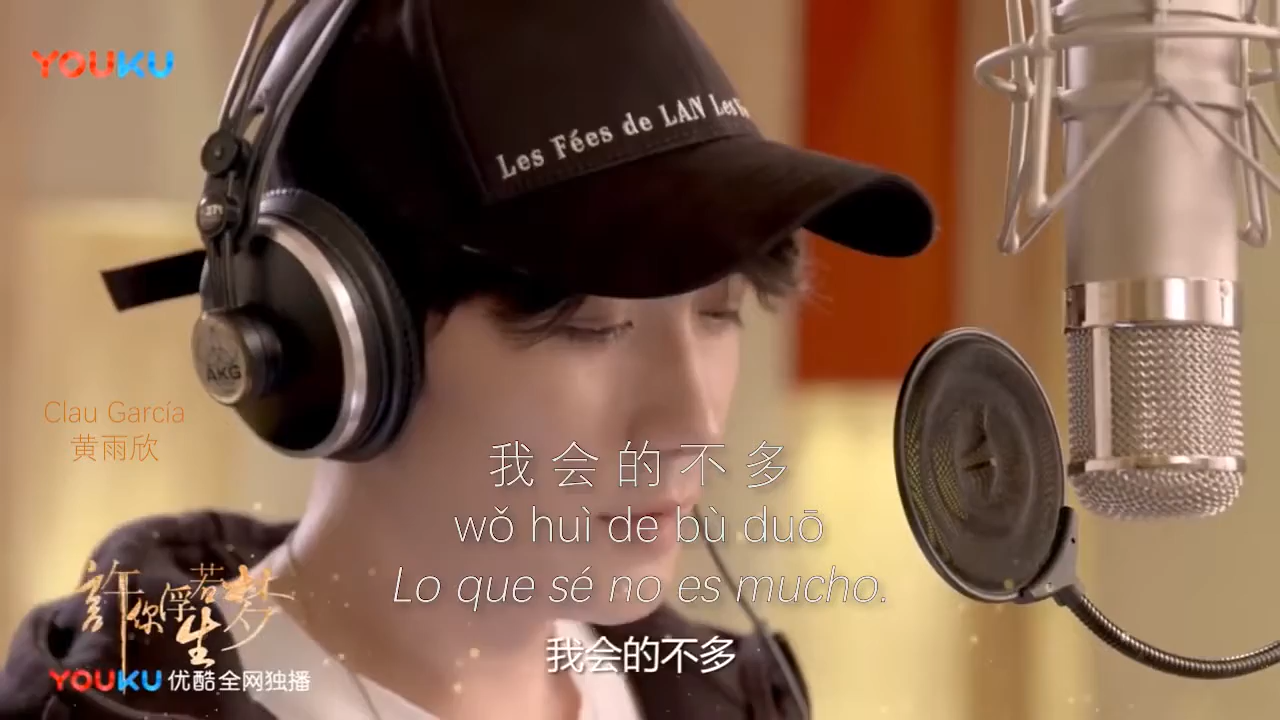 YOUKU
Les Fées de LAN Les
271
AKG
Clau García
黄雨欣
我会的不多
wǒ huì de bù duō
Lo que sé no es mucho.
我会的不多
許你浮生若梦
YOUKU 优酷全网独播